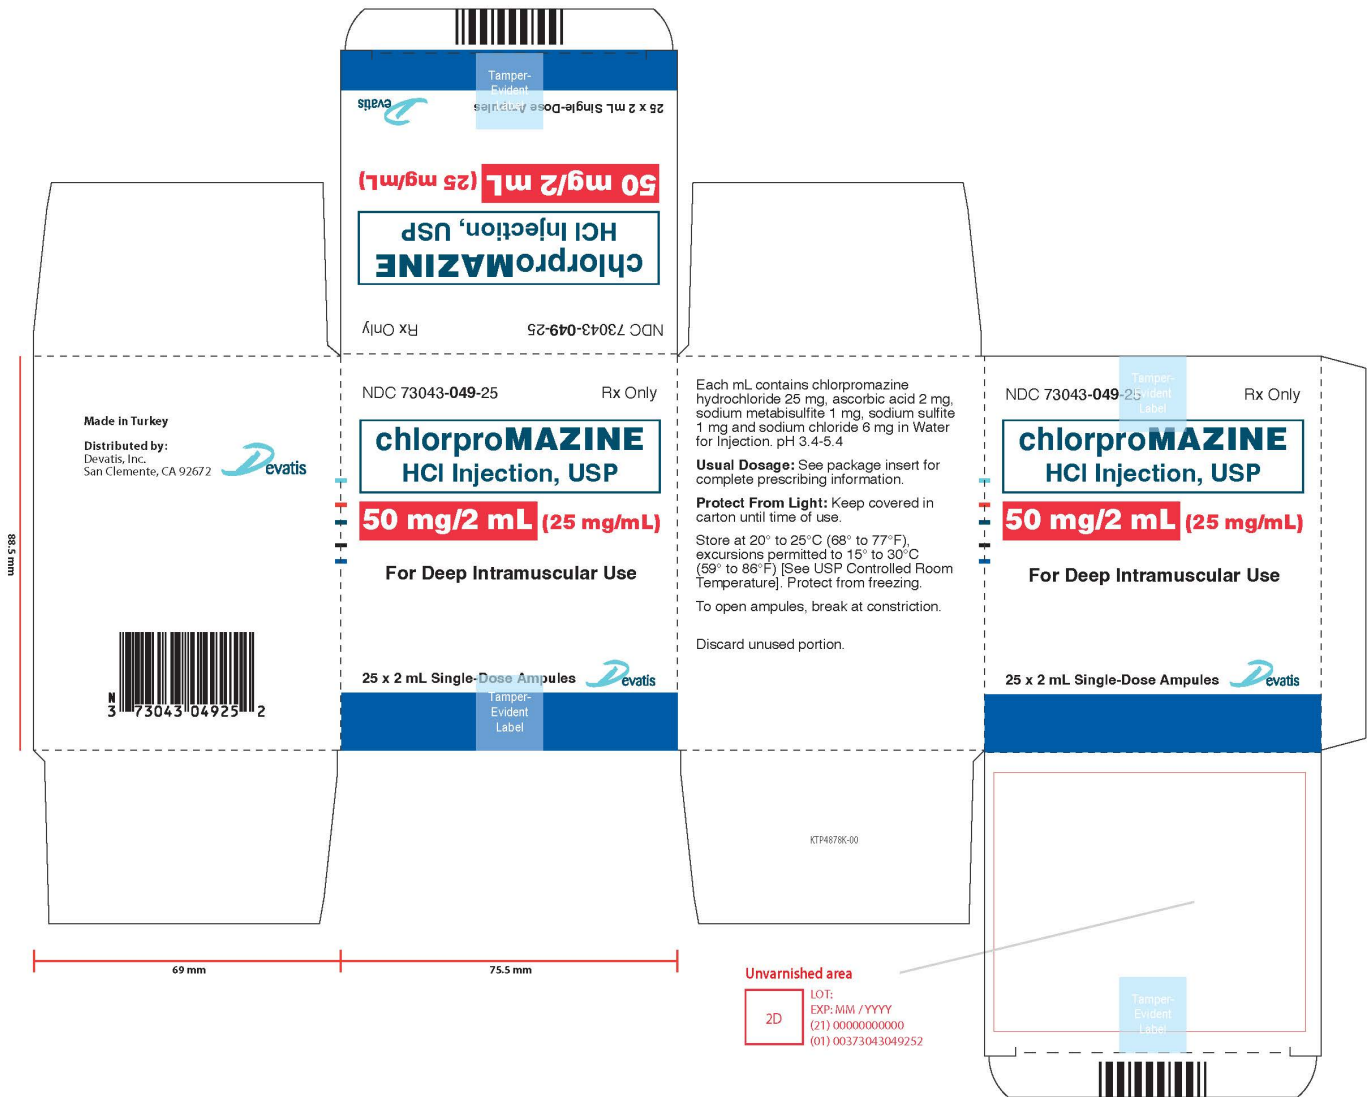 Tamper-
Evident
Label
25 x 2 mL Single-Dose Ampules
Devatis
50 mg/2 mL (25 mg/mL)
chlorproMAZINE
HCl Injection, USP
NDC 73043-049-25 Rx Only
Made in Turkey
Distributed by:
Devatis, Inc.
San Clemente, CA 92672
Devatis
N
3 73043 04925 2
88.5 mm
NDC 73043-049-25 Rx Only
chlorproMAZINE
HCl Injection, USP
50 mg/2 mL (25 mg/mL)
For Deep Intramuscular Use
25 x 2 mL Single-Dose Ampules
Devatis
Tamper-
Evident
Label
Each mL contains chlorpromazine
hydrochloride 25 mg, ascorbic acid 2 mg,
sodium metabisulfite 1 mg, sodium sulfite
1 mg and sodium chloride 6 mg in Water
for Injection. pH 3.4-5.4
Usual Dosage: See package insert for
complete prescribing information.
Protect From Light: Keep covered in
carton until time of use.
Store at 20° to 25°C (68° to 77°F),
excursions permitted to 15° to 30°C
(59° to 86°F) [See USP Controlled Room
Temperature]. Protect from freezing.
To open ampules, break at constriction.
Discard unused portion.
KTP4878K-00
Tamper-
Evident
Label
NDC 73043-049-25 Rx Only
chlorproMAZINE
HCl Injection, USP
50 mg/2 mL (25 mg/mL)
For Deep Intramuscular Use
25 x 2 mL Single-Dose Ampules
Devatis
69 mm
75.5 mm
Unvarnished area
2D
LOT:
EXP: MM / YYYY
(21) 00000000000
(01) 00373043049252
Tamper-
Evident
Label